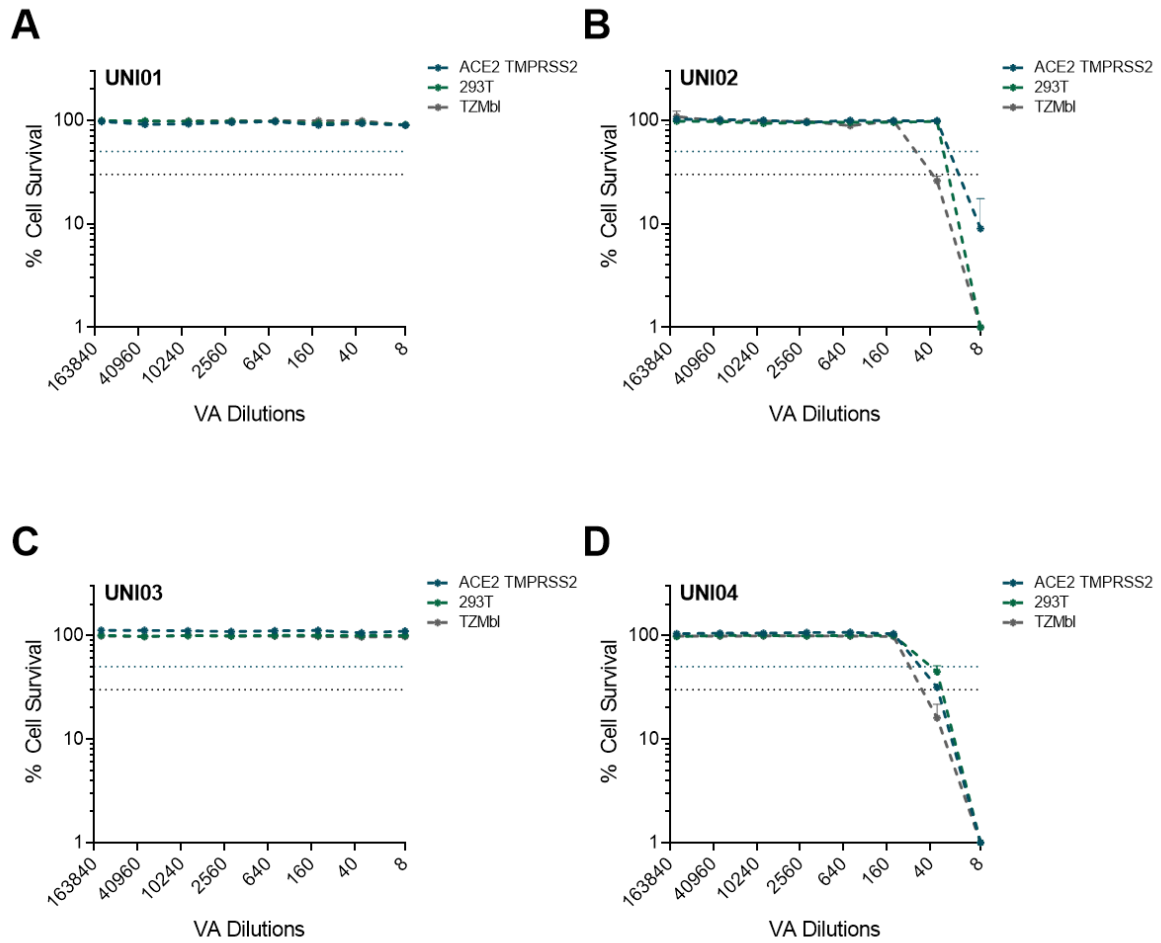 A
UNI01
ACE2 TMPRSS2
293T
TZMbl
% Cell Survival
100
10
1
163840
40960
10240
2560
640
160
40
8
VA Dilutions
B
UNI02
ACE2 TMPRSS2
293T
TZMbl
% Cell Survival
100
10
1
163840
40960
10240
2560
640
160
40
8
VA Dilutions
C
UNI03
ACE2 TMPRSS2
293T
TZMbl
% Cell Survival
100
10
1
163840
40960
10240
2560
640
160
40
8
VA Dilutions
D
UNI04
ACE2 TMPRSS2
293T
TZMbl
% Cell Survival
100
10
1
163840
40960
10240
2560
640
160
40
8
VA Dilutions